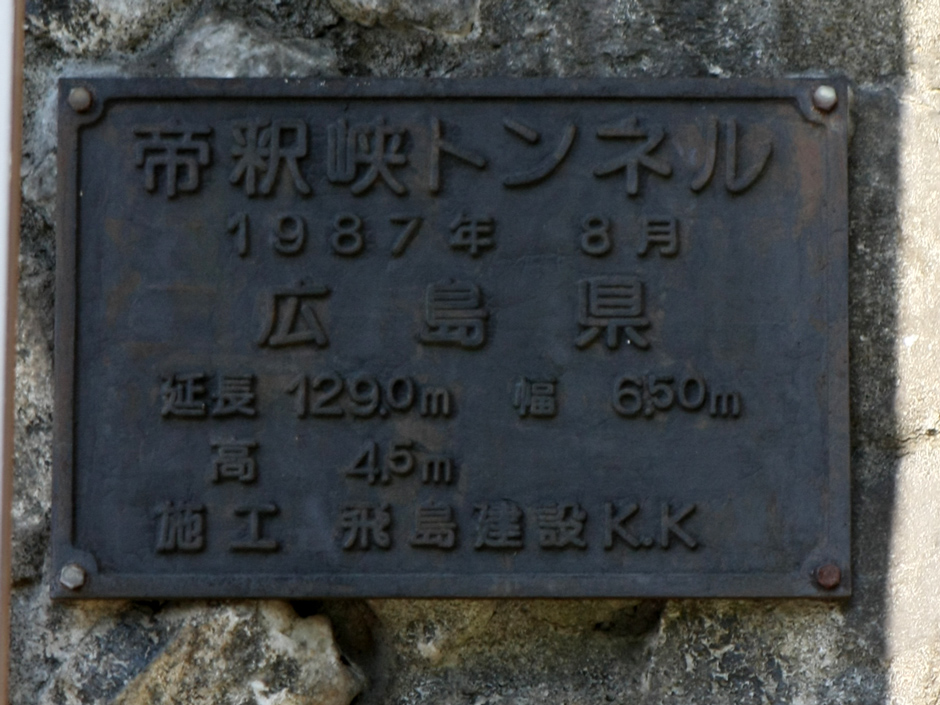 帝釈峡トンネル
1987年 8月
広島県
延長 129.0m 幅 6.50m
高 4.5m
施工 飛島建設K.K